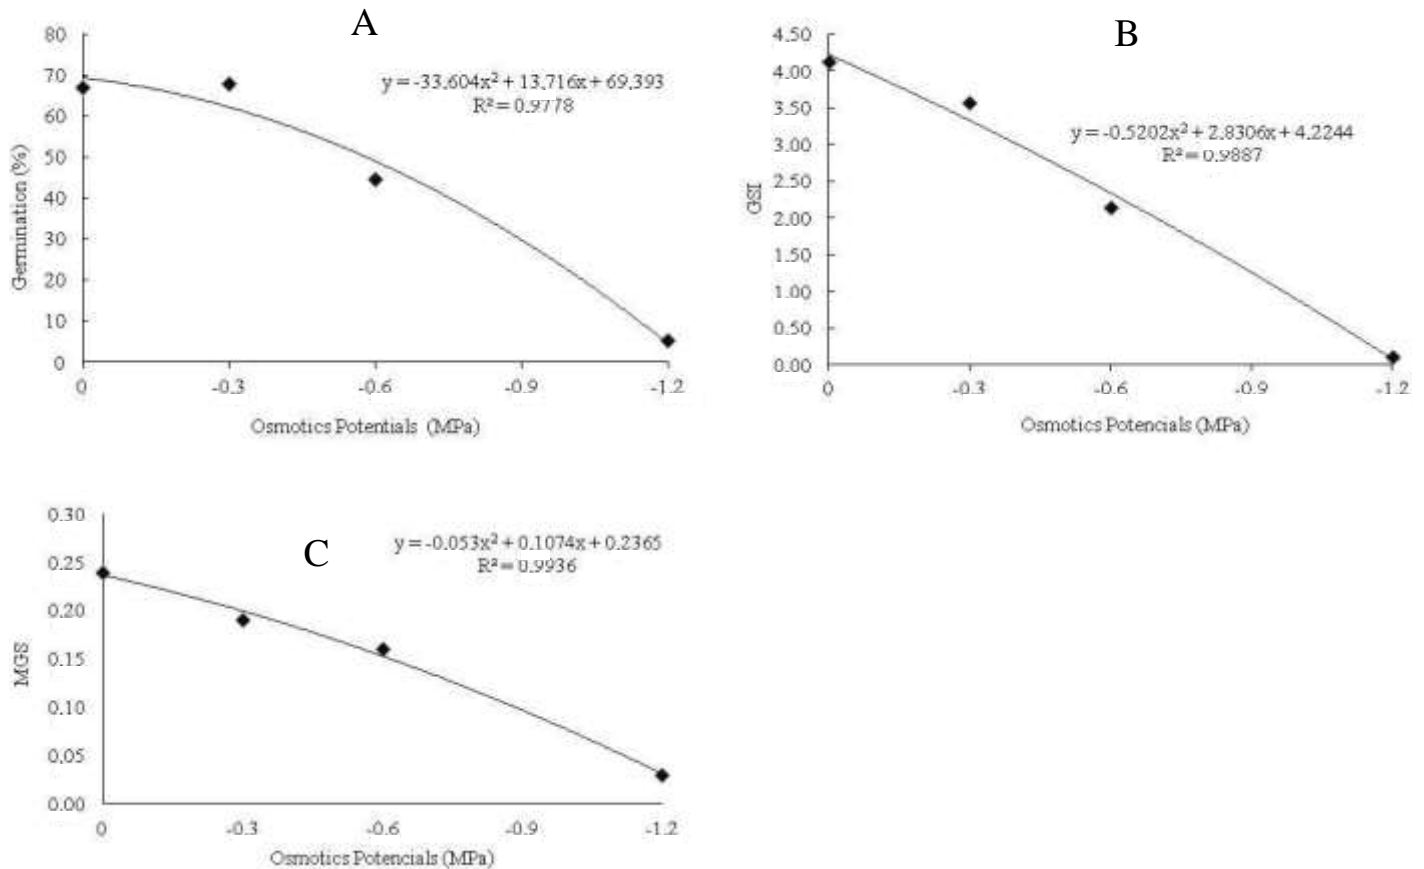 A
80
70
60
50
40
30
20
10
0
Germination (%)
y = -33.604x² + 13.716x + 69.393
R² = 0.9778
0 -0.3 -0.6 -0.9 -1.2
Osmotics Potentials (MPa)
B
4.50
4.00
3.50
3.00
2.50
2.00
1.50
1.00
0.50
0.00
GSI
y = -0.5202x² + 2.8306x + 4.2244
R² = 0.9887
0 -0.3 -0.6 -0.9 -1.2
Osmotics Potencials (MPa)
C
0.30
0.25
0.20
0.15
0.10
0.05
0.00
MGS
y = -0.053x² + 0.1074x + 0.2365
R² = 0.9936
0 -0.3 -0.6 -0.9 -1.2
Osmotics Potencials (MPa)